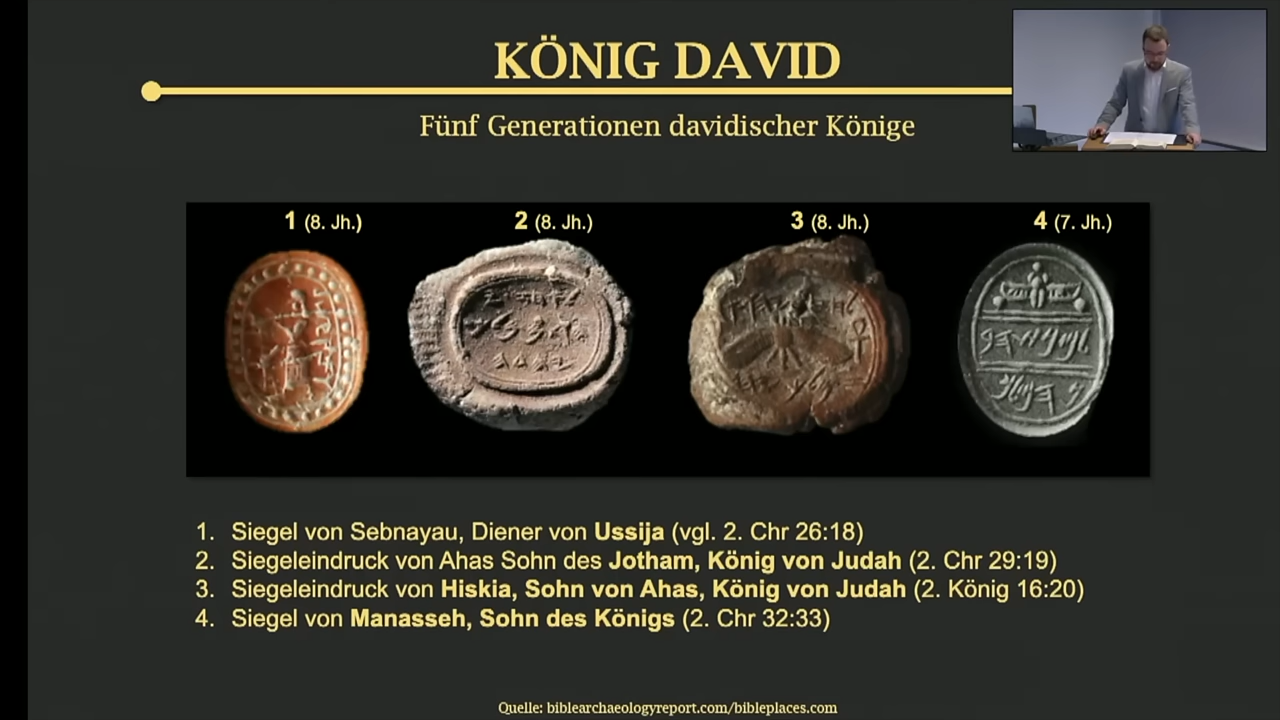 KÖNIG DAVID
Fünf Generationen davidischer Könige
1 (8. Jh.)
2 (8. Jh.)
3 (8. Jh.)
4 (7. Jh.)
1. Siegel von Sebnayau, Diener von Ussija (vgl. 2. Chr 26:18)
2. Siegeleindruck von Ahas Sohn des Jotham, König von Judah (2. Chr 29:19)
3. Siegeleindruck von Hiskia, Sohn von Ahas, König von Judah (2. König 16:20)
4. Siegel von Manasseh, Sohn des Königs (2. Chr 32:33)
Quelle: biblearchaeologyreport.com/bibleplaces.com